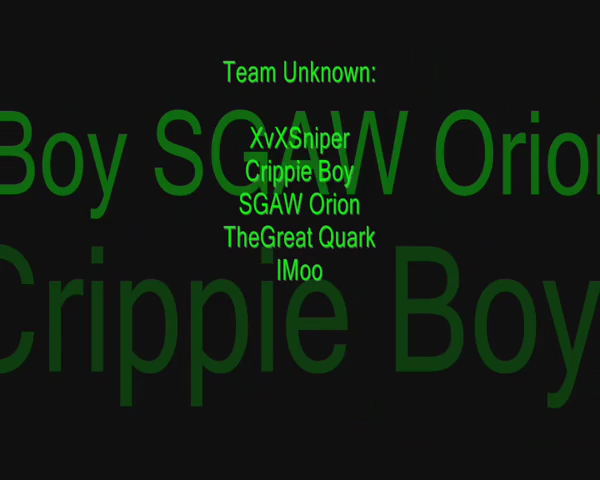 Team Unknown:
XvXSniper
Crippie Boy
SGAW Orion
TheGreat Quark
IMoo
Boy SGAW Orion
Crippie Boy